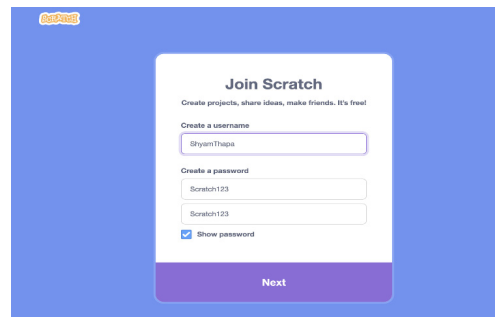 SCRATCH
Join Scratch
Create projects, share ideas, make friends. It's free!
Create a username
ShyamThapa
Create a password
Scratch123
Scratch123
Show password
Next